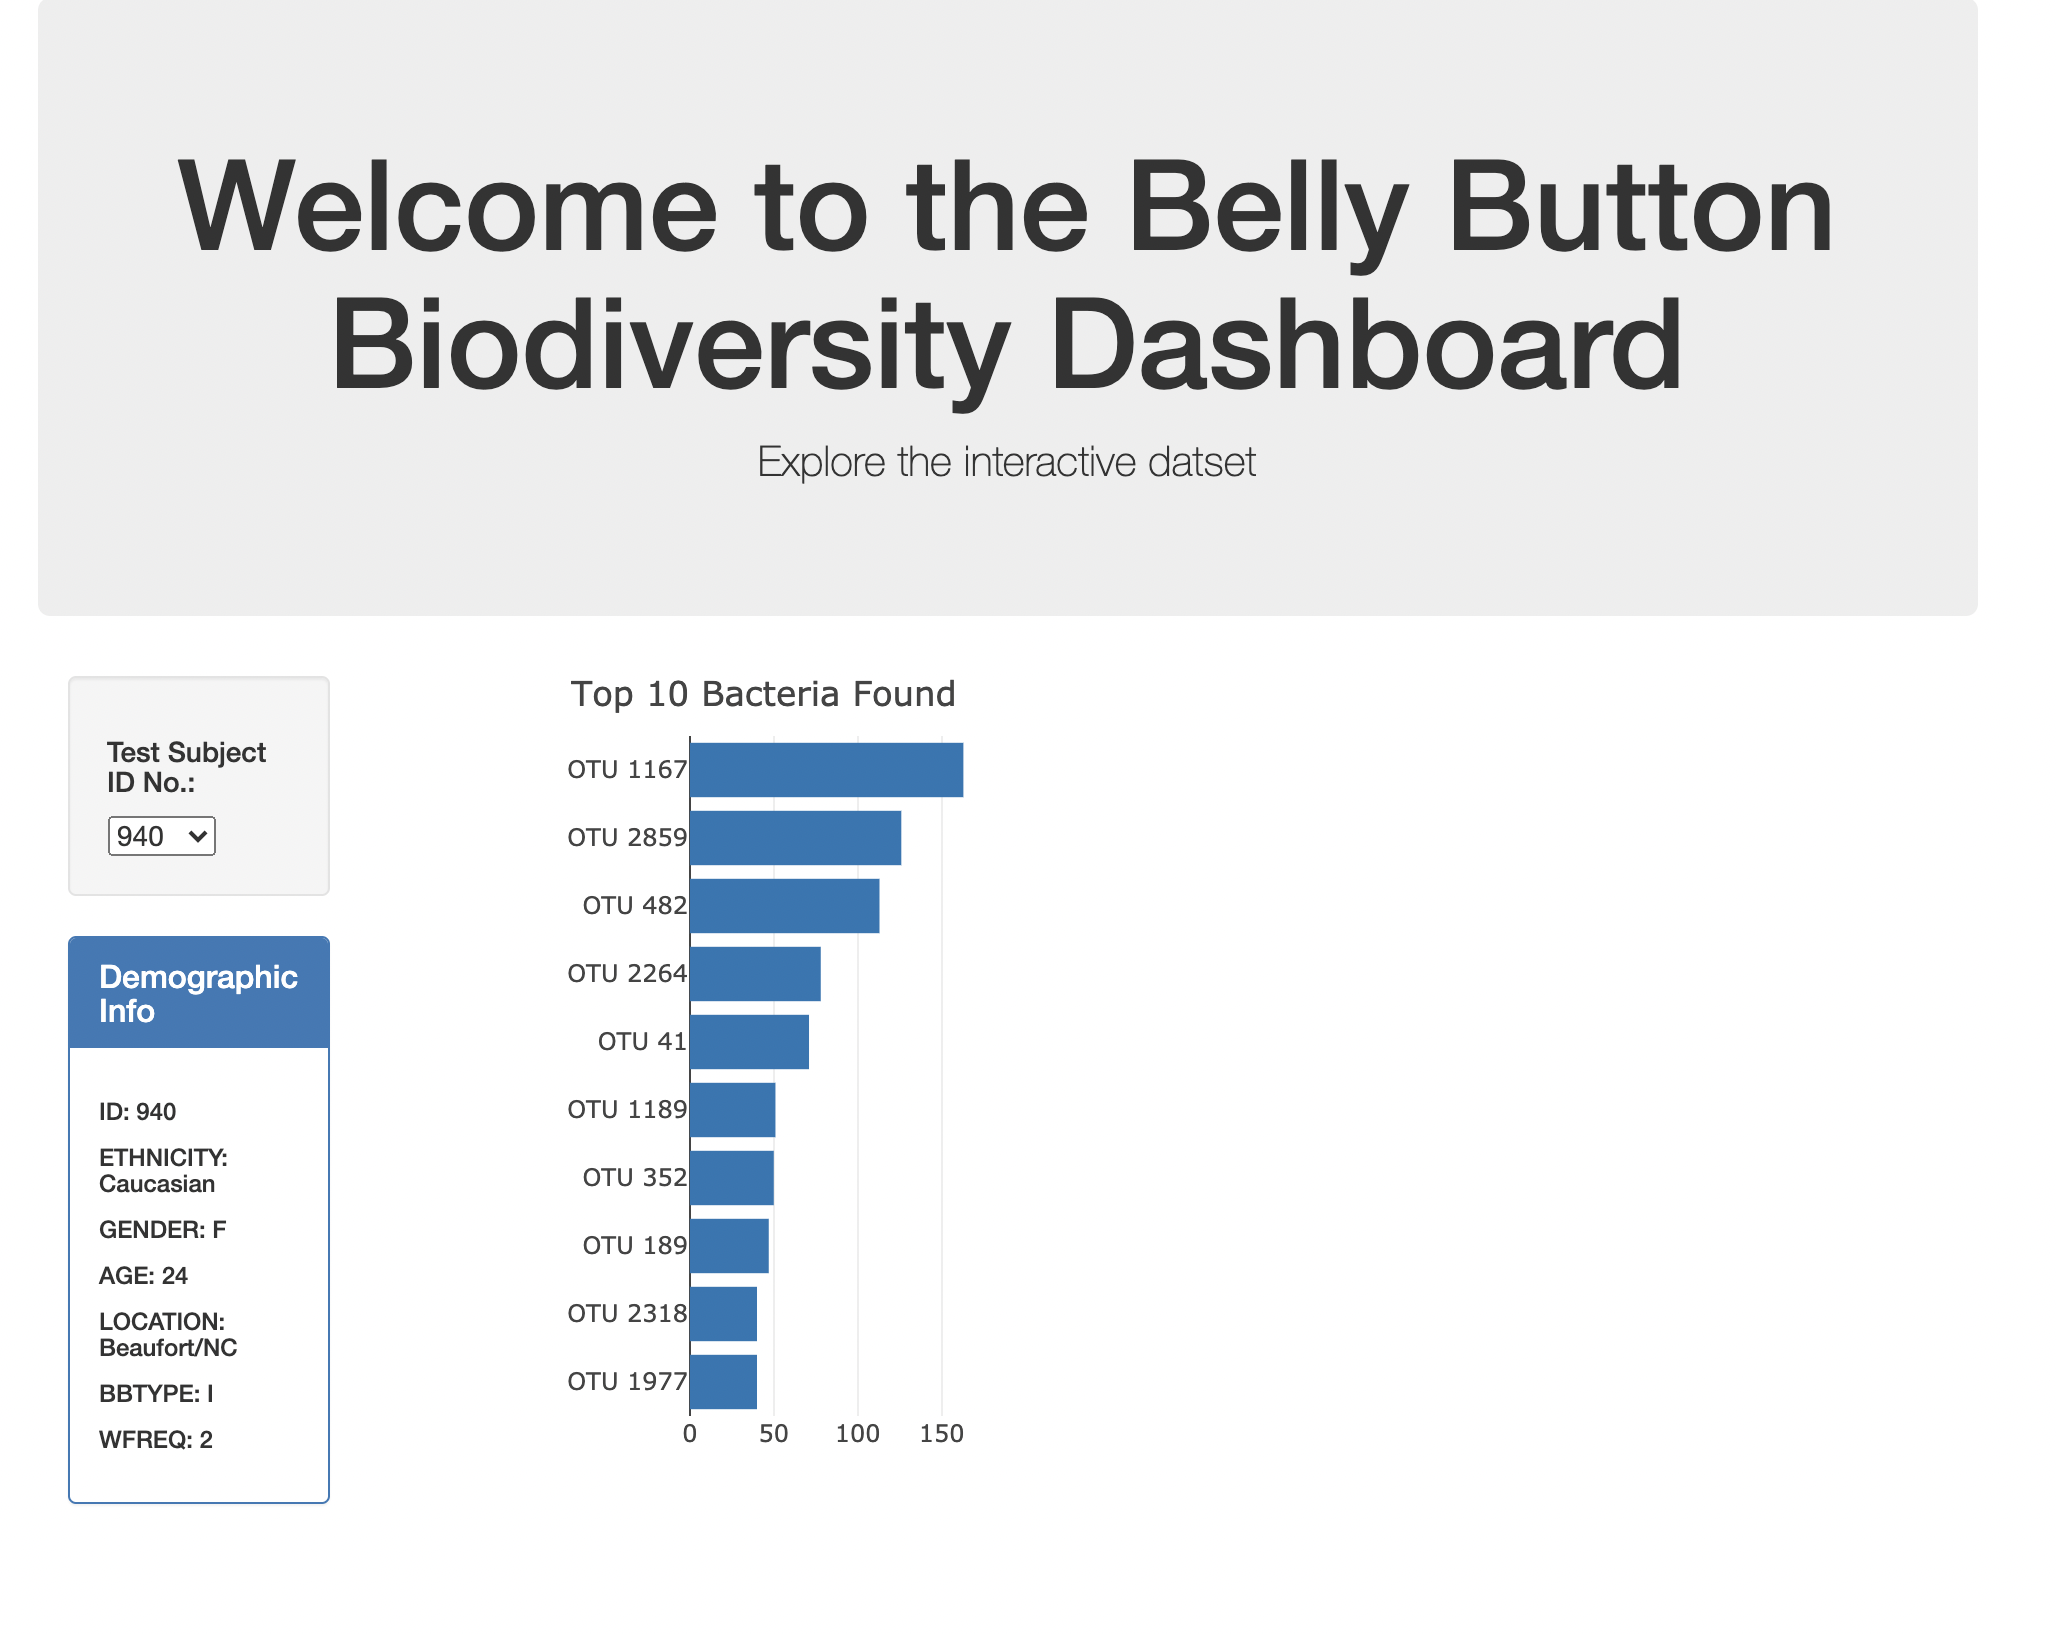 Welcome to the Belly Button
Biodiversity Dashboard
Explore the interactive datset
Test Subject
ID No.:
940
Demographic
Info
ID: 940
ETHNICITY:
Caucasian
GENDER: F
AGE: 24
LOCATION:
Beaufort/NC
BBTYPE: I
WFREQ: 2
Top 10 Bacteria Found
OTU 1167
OTU 2859
OTU 482
OTU 2264
OTU 41
OTU 1189
OTU 352
OTU 189
OTU 2318
OTU 1977
0 50 100 150